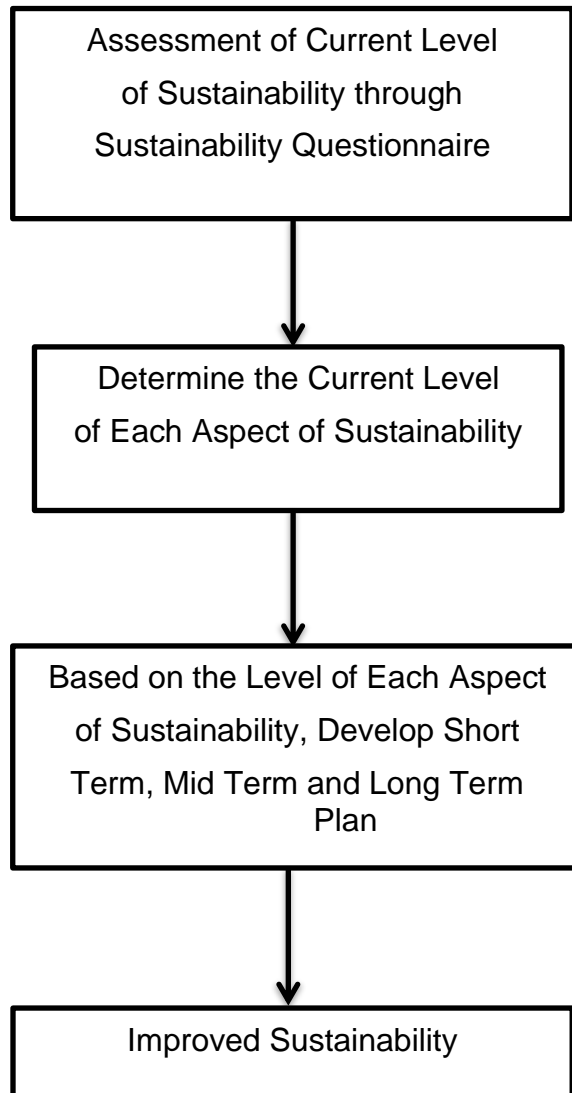 Assessment of Current Level
of Sustainability through
Sustainability Questionnaire
Determine the Current Level
of Each Aspect of Sustainability
Based on the Level of Each Aspect
of Sustainability, Develop Short
Term, Mid Term and Long Term
Plan
Improved Sustainability